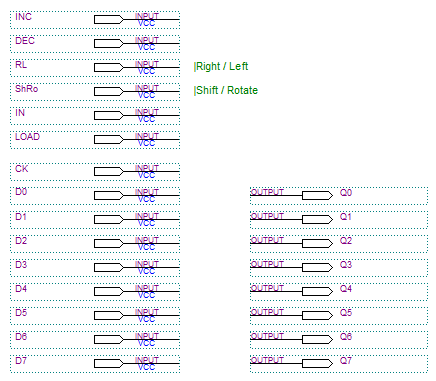 INC INPUT VCC
DEC INPUT VCC
RL INPUT VCC Right / Left
ShRo INPUT VCC Shift / Rotate
IN INPUT VCC
LOAD INPUT VCC
CK INPUT VCC
D0 INPUT VCC OUTPUT Q0
D1 INPUT VCC OUTPUT Q1
D2 INPUT VCC OUTPUT Q2
D3 INPUT VCC OUTPUT Q3
D4 INPUT VCC OUTPUT Q4
D5 INPUT VCC OUTPUT Q5
D6 INPUT VCC OUTPUT Q6
D7 INPUT VCC OUTPUT Q7